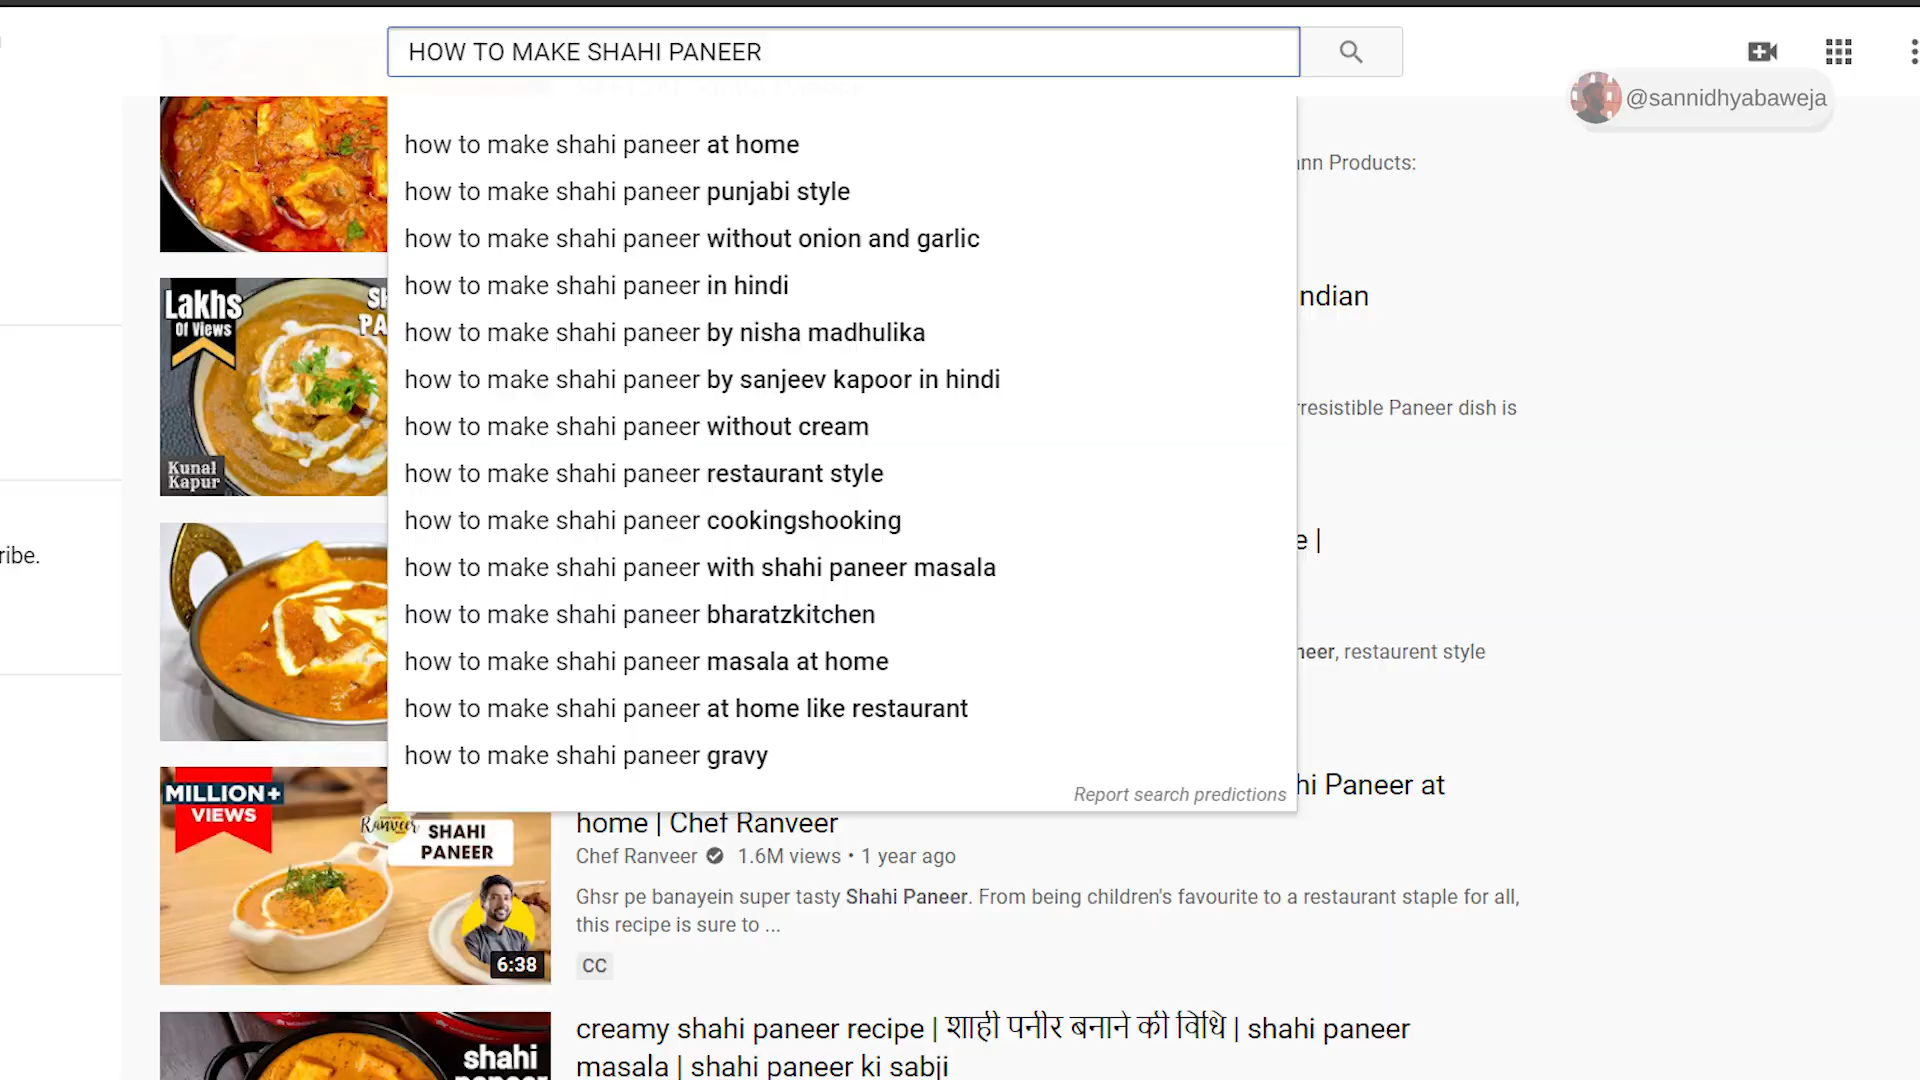 HOW TO MAKE SHAHI PANEER
@sannidhyabaweja
how to make shahi paneer at home
how to make shahi paneer punjabi style
how to make shahi paneer without onion and garlic
how to make shahi paneer in hindi
how to make shahi paneer by nisha madhulika
how to make shahi paneer by sanjeev kapoor in hindi
how to make shahi paneer without cream
how to make shahi paneer restaurant style
how to make shahi paneer cookingshooking
how to make shahi paneer with shahi paneer masala
how to make shahi paneer bharatzkitchen
how to make shahi paneer masala at home
how to make shahi paneer at home like restaurant
how to make shahi paneer gravy
Report search predictions
nn Products:
Lakhs
Of Views
SH
PA
Kunal
Kapur
ndian
resistible Paneer dish is
ribe.
e |
neer, restaurent style
MILLION+
VIEWS
Ranveer
SHAHI
PANEER
6:38
hi Paneer at
home | Chef Ranveer
Chef Ranveer 1.6M views • 1 year ago
Ghsr pe banayein super tasty Shahi Paneer. From being children's favourite to a restaurant staple for all,
this recipe is sure to ...
CC
shahi
paneer
creamy shahi paneer recipe | शाही पनीर बनाने की विधि | shahi paneer
masala | shahi paneer ki sabji